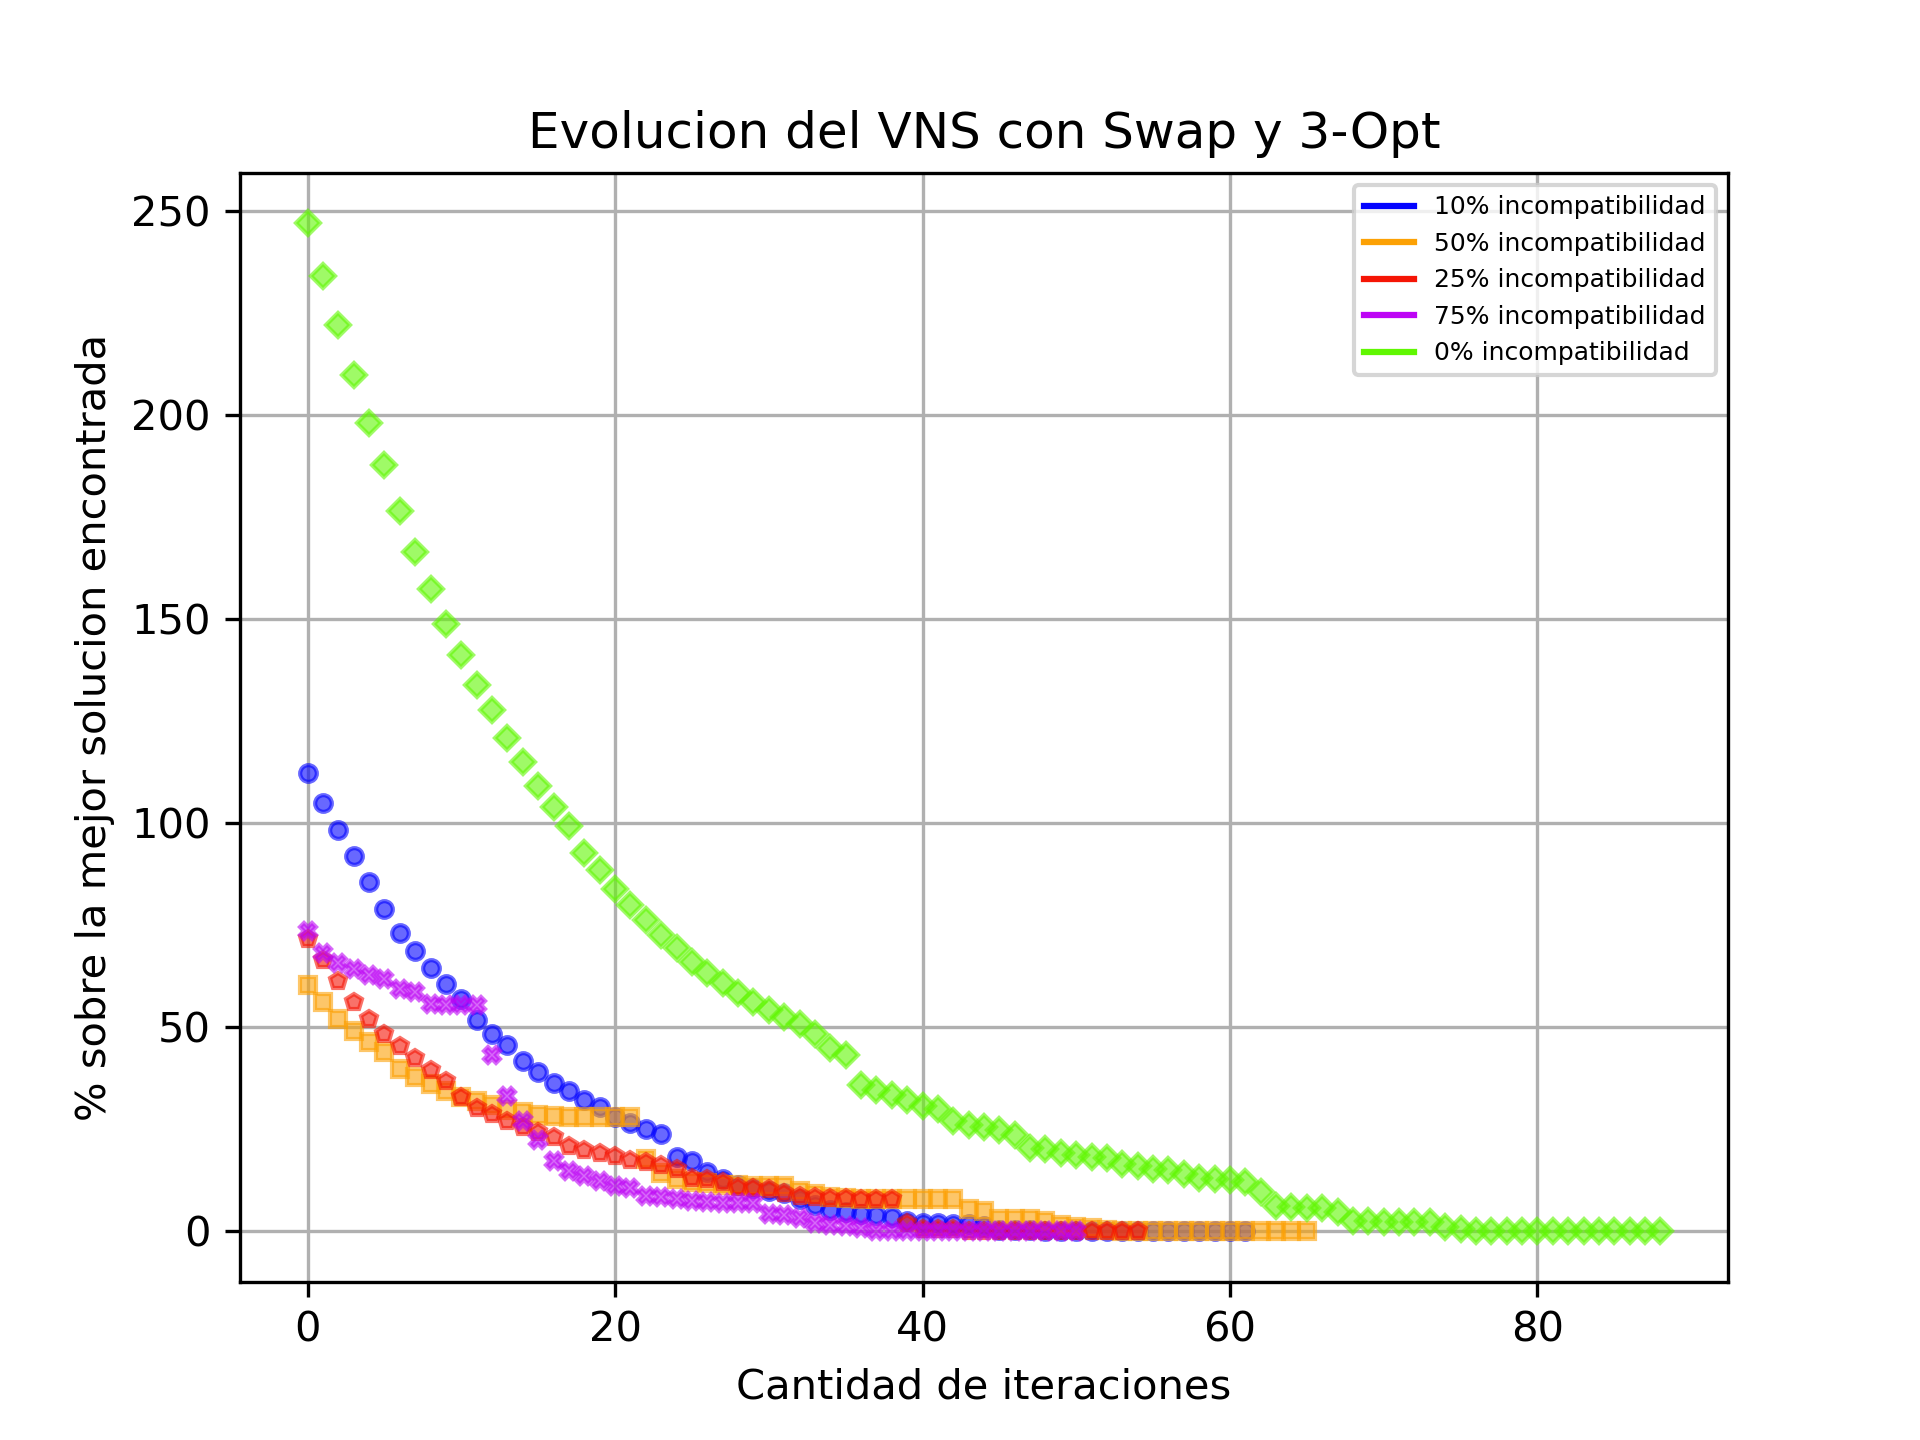 Evolucion del VNS con Swap y 3-Opt
% sobre la mejor solucion encontrada
250
200
150
100
50
0
10% incompatibilidad
50% incompatibilidad
25% incompatibilidad
75% incompatibilidad
0% incompatibilidad
0 20 40 60 80
Cantidad de iteraciones